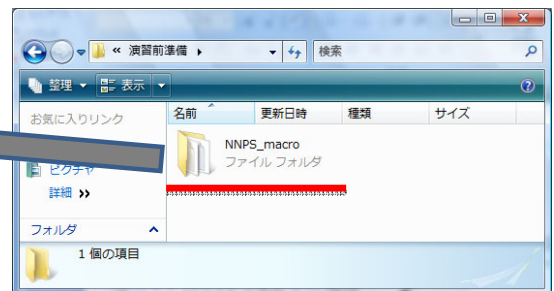 « 演習前準備 ▸
検索
整理 ▼ 表示 ▼
お気に入りリンク
名前 更新日時 種類 サイズ
NNPS_macro
ファイル フォルダ
ピクチャ
詳細 »
フォルダ
1 個の項目